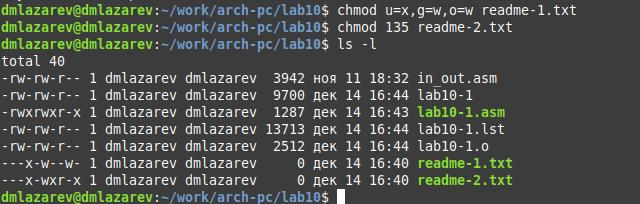 dmlazarev@dmlazarev:~/work/arch-pc/lab10$ chmod u=x,g=w,o=w readme-1.txt
dmlazarev@dmlazarev:~/work/arch-pc/lab10$ chmod 135 readme-2.txt
dmlazarev@dmlazarev:~/work/arch-pc/lab10$ ls -l
total 40
-rw-rw-r-- 1 dmlazarev dmlazarev  3942 ноя 11 18:32 in_out.asm
-rw-rw-r-- 1 dmlazarev dmlazarev  9700 дек 14 16:44 lab10-1
-rwxrwxr-x 1 dmlazarev dmlazarev  1287 дек 14 16:43 lab10-1.asm
-rw-rw-r-- 1 dmlazarev dmlazarev 13713 дек 14 16:44 lab10-1.lst
-rw-rw-r-- 1 dmlazarev dmlazarev  2512 дек 14 16:44 lab10-1.o
---x-w--w- 1 dmlazarev dmlazarev     0 дек 14 16:40 readme-1.txt
---x-wxr-x 1 dmlazarev dmlazarev     0 дек 14 16:40 readme-2.txt
dmlazarev@dmlazarev:~/work/arch-pc/lab10$